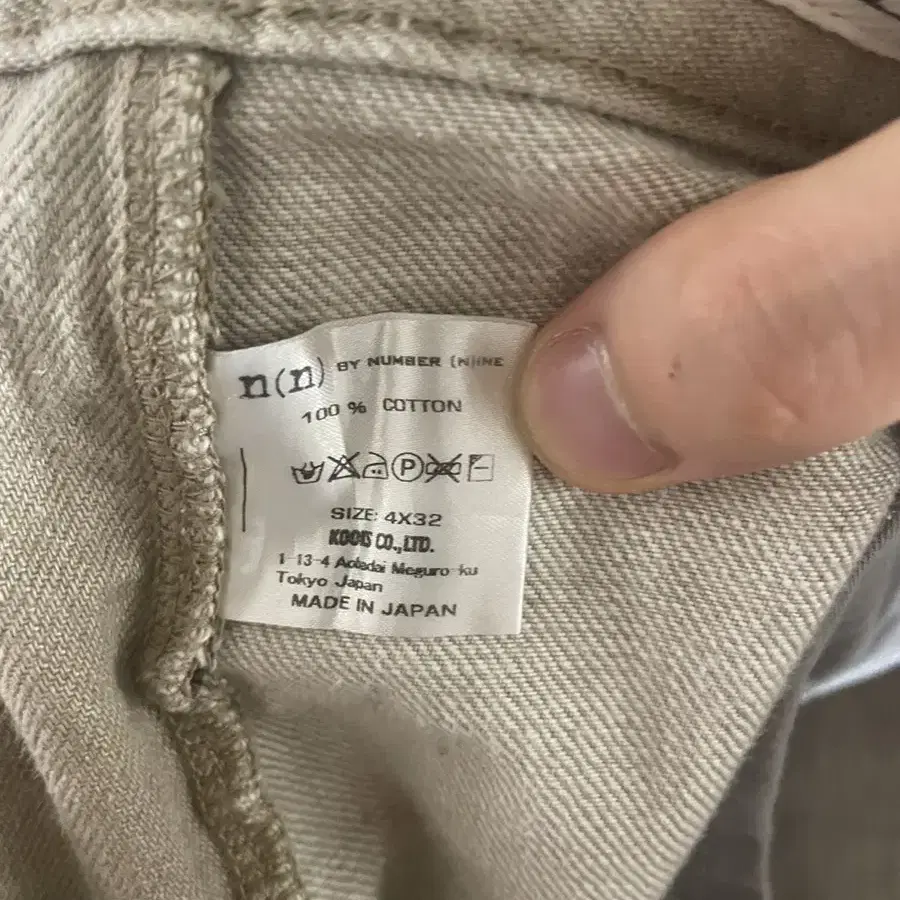 n(n) BY NUMBER (N)INE
100 % COTTON
P
SIZE: 4X32
KOOIS CO.,LTD.
1-13-4 Aobadai Meguro-ku
Tokyo Japan
MADE IN JAPAN